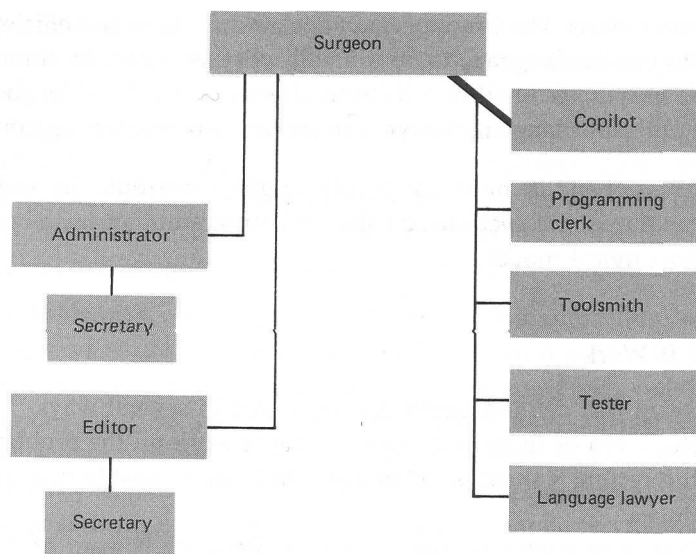 Surgeon
Copilot
Programming
clerk
Administrator
Toolsmith
Secretary
Tester
Editor
Language lawyer
Secretary